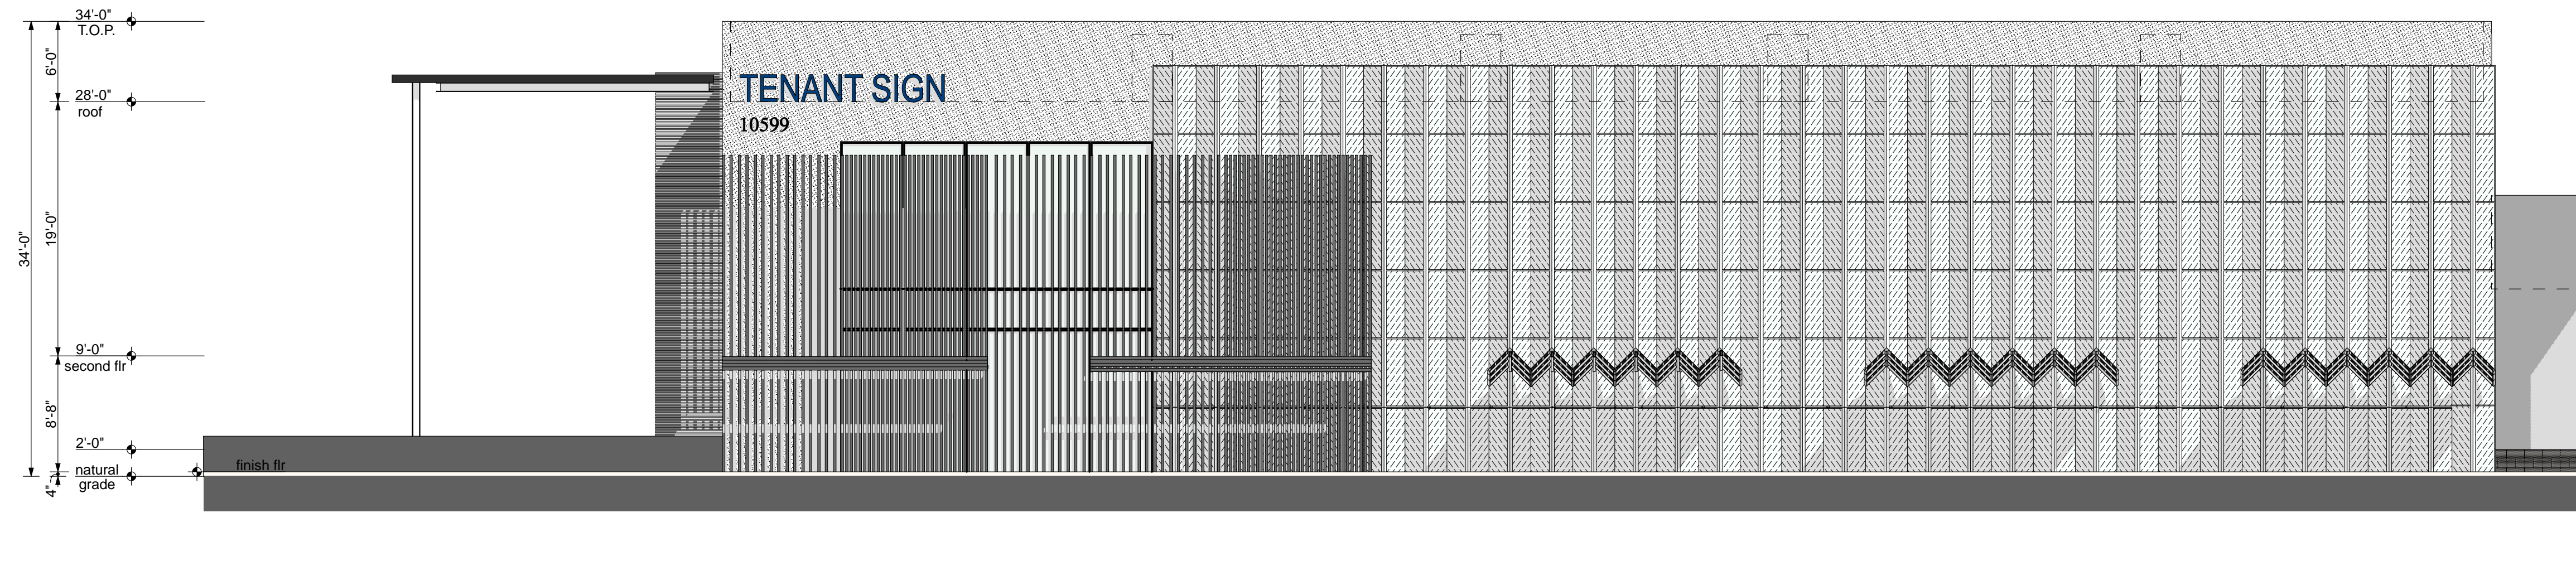 34'-0"
T.O.P.
6'-0"
28'-0"
roof
TENANT SIGN
10599
19'-0"
34'-0"
9'-0"
second flr
8'-8"
2'-0"
natural
grade
finish flr
4"